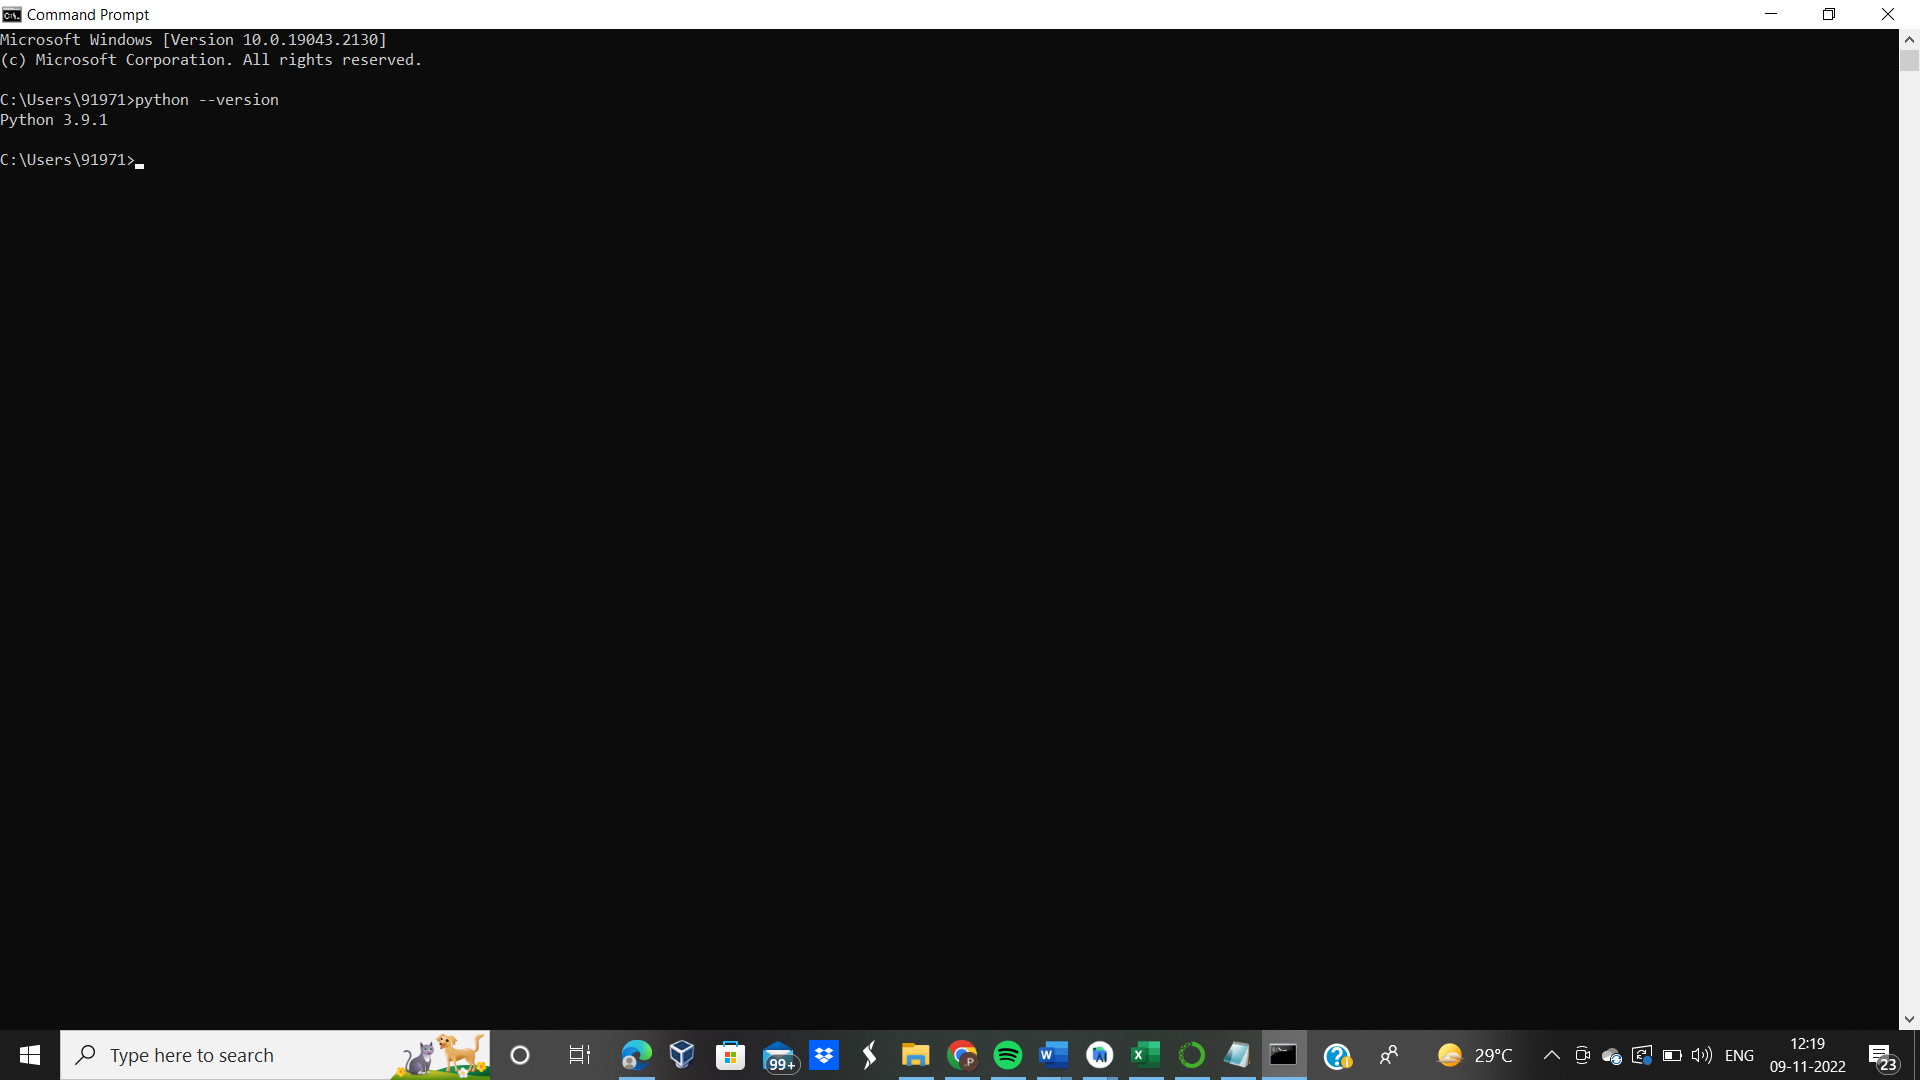 Command Prompt
Microsoft Windows [Version 10.0.19043.2130]
(c) Microsoft Corporation. All rights reserved.
C:\Users\91971>python --version
Python 3.9.1
C:\Users\91971>
Type here to search
99+
29°C
ENG
12:19
09-11-2022
23